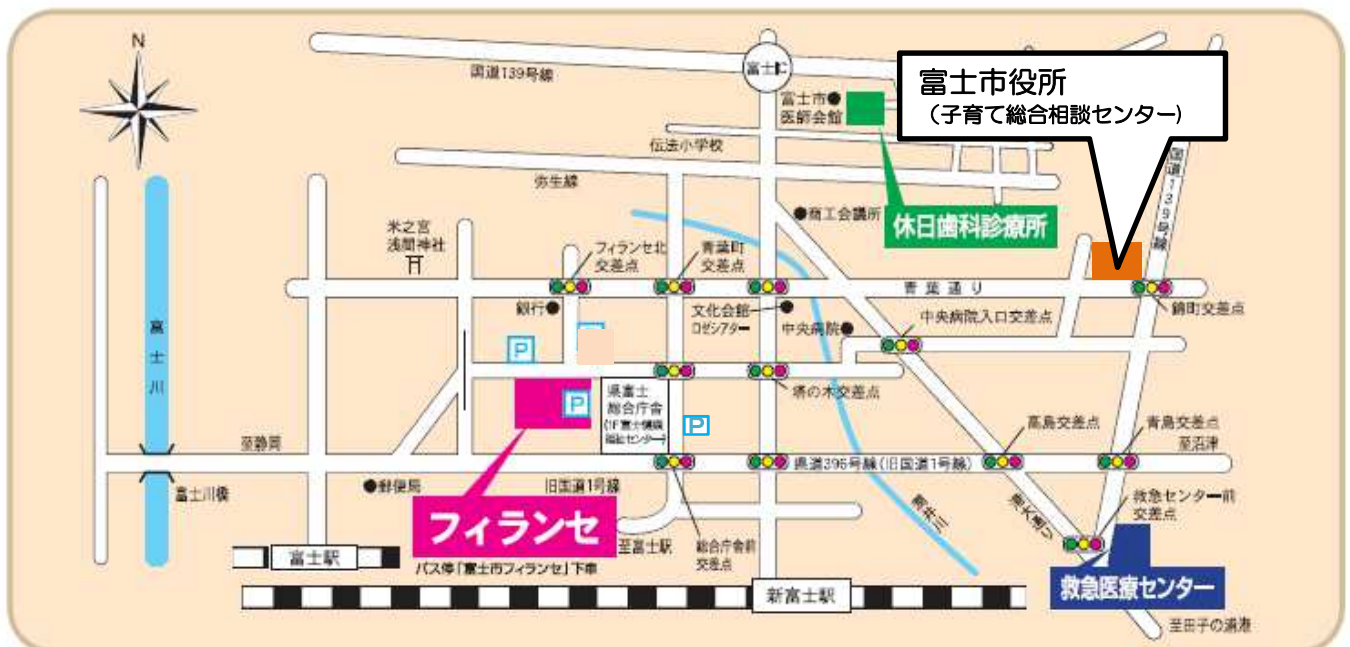 N
国道139号線
富士IC
富士市
医師会館
富士市役所
(子育て総合相談センター)
伝法小学校
弥生線
国道139号線
商工会議所
休日歯科診療所
米之宮
浅間神社
フィランセ北
交差点
青葉町
交差点
青葉通り
銀行
文化会館
ロゼシアター
中央病院
中央病院入口交差点
錦町交差点
富士川
P
P
P
県富士
総合庁舎
塔の木交差点
至静岡
高島交差点
青島交差点
至沼津
県道396号線(旧国道1号線)
富士川橋
郵便局
旧国道1号線
フィランセ
救急センター前
交差点
潤井川
至富士駅
総合庁舎前
交差点
富士駅
バス停「富士市フィランセ」下車
新富士駅
救急医療センター
至田子の浦港